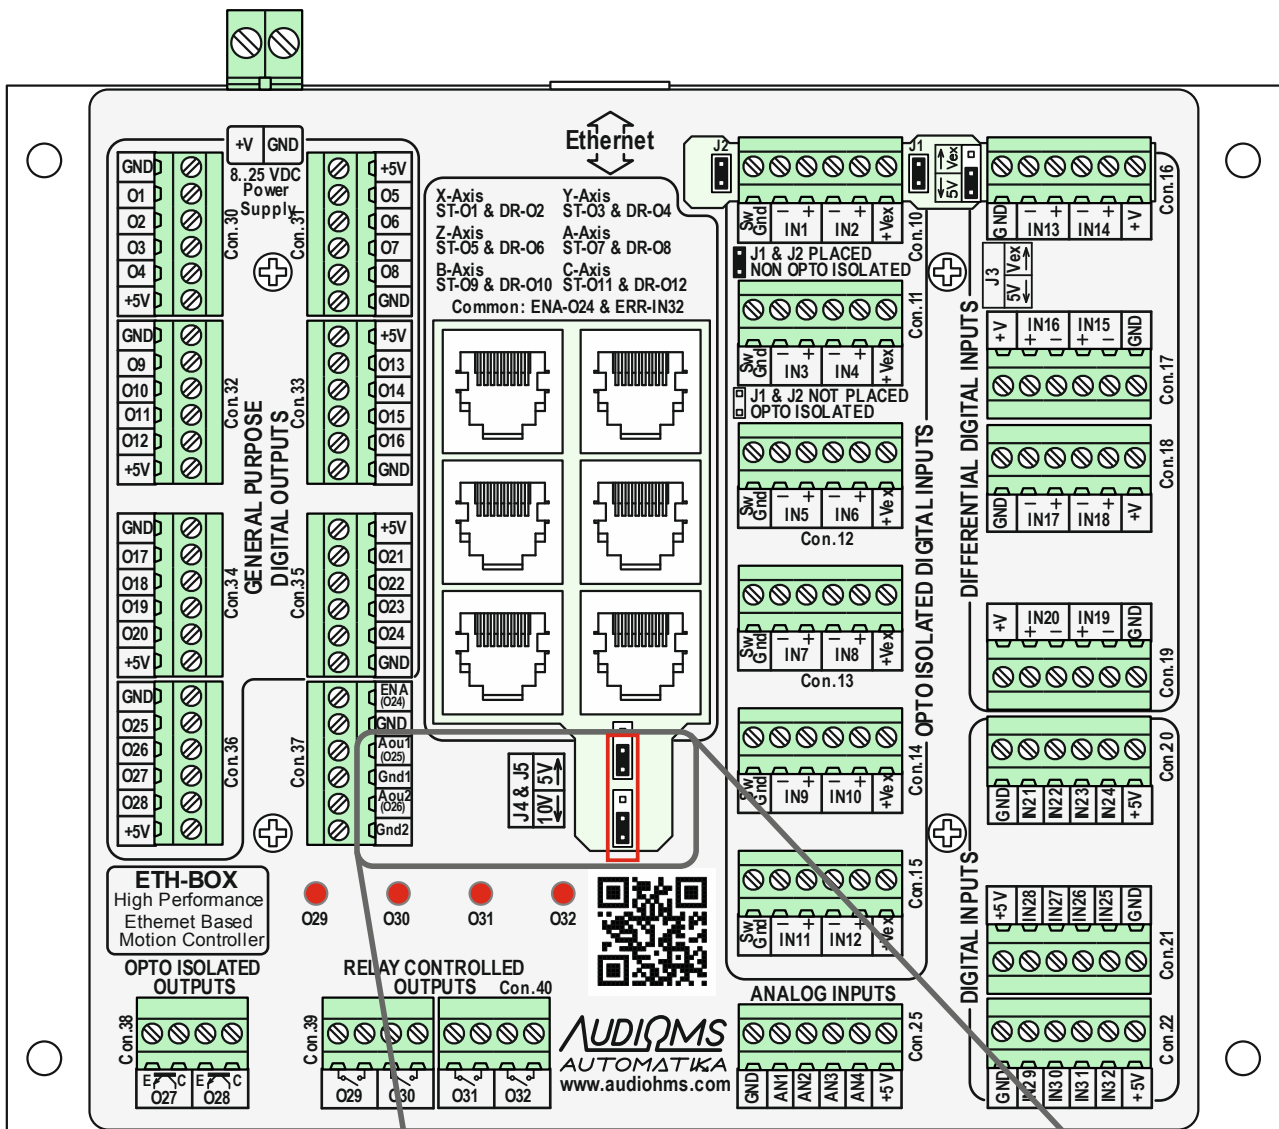 Ethernet
+V GND
8..25 VDC
Power
Supply
GND
O1
O2
O3
O4
+5V
Con.30
Con.31
+5V
O5
O6
O7
O8
GND
GND
O9
O10
O11
O12
+5V
Con.32
Con.33
+5V
O13
O14
O15
O16
GND
GENERAL PURPOSE
DIGITAL OUTPUTS
GND
O17
O18
O19
O20
+5V
Con.34
Con.35
+5V
O21
O22
O23
O24
GND
GND
O25
O26
O27
O28
+5V
Con.36
Con.37
ENA
(O24)
GND
Aou1
(O25)
Gnd1
Aou2
(O26)
Gnd2
X-Axis
ST-O1 & DR-O2
Y-Axis
ST-O3 & DR-O4
Z-Axis
ST-O5 & DR-O6
A-Axis
ST-O7 & DR-O8
B-Axis
ST-O9 & DR-O10
C-Axis
ST-O11 & DR-O12
Common: ENA-O24 & ERR-IN32
J4 & J5
10V 5V
J2
J1
5V Vex
Sw Gnd − IN1 + − IN2 + +Vex
Con.10
J1 & J2 PLACED
NON OPTO ISOLATED
Con.11
Sw Gnd − IN3 + − IN4 + +Vex
J1 & J2 NOT PLACED
OPTO ISOLATED
Sw Gnd − IN5 + − IN6 + +Vex
Con.12
Sw Gnd − IN7 + − IN8 + +Vex
Con.13
Sw Gnd − IN9 + − IN10 + +Vex
Con.14
Sw Gnd − IN11 + − IN12 + +Vex
Con.15
OPTO ISOLATED DIGITAL INPUTS
GND − IN13 + − IN14 + +V
Con.16
J3
5V Vex
DIFFERENTIAL DIGITAL INPUTS
+V + IN16 − + IN15 − GND
Con.17
Con.18
GND − IN17 + − IN18 + +V
+V + IN20 − + IN19 − GND
Con.19
Con.20
GND IN21 IN22 IN23 IN24 +5V
DIGITAL INPUTS
+5V IN28 IN27 IN26 IN25 GND
Con.21
Con.22
GND IN29 IN30 IN31 IN32 +5V
ETH-BOX
High Performance
Ethernet Based
Motion Controller
O29 O30 O31 O32
OPTO ISOLATED
OUTPUTS
Con.38
E C E C
O27 O28
RELAY CONTROLLED
OUTPUTS Con.40
Con.39
O29 O30 O31 O32
AUDIOMS
AUTOMATIKA
www.audiohms.com
ANALOG INPUTS
Con.25
GND AN1 AN2 AN3 AN4 +5V